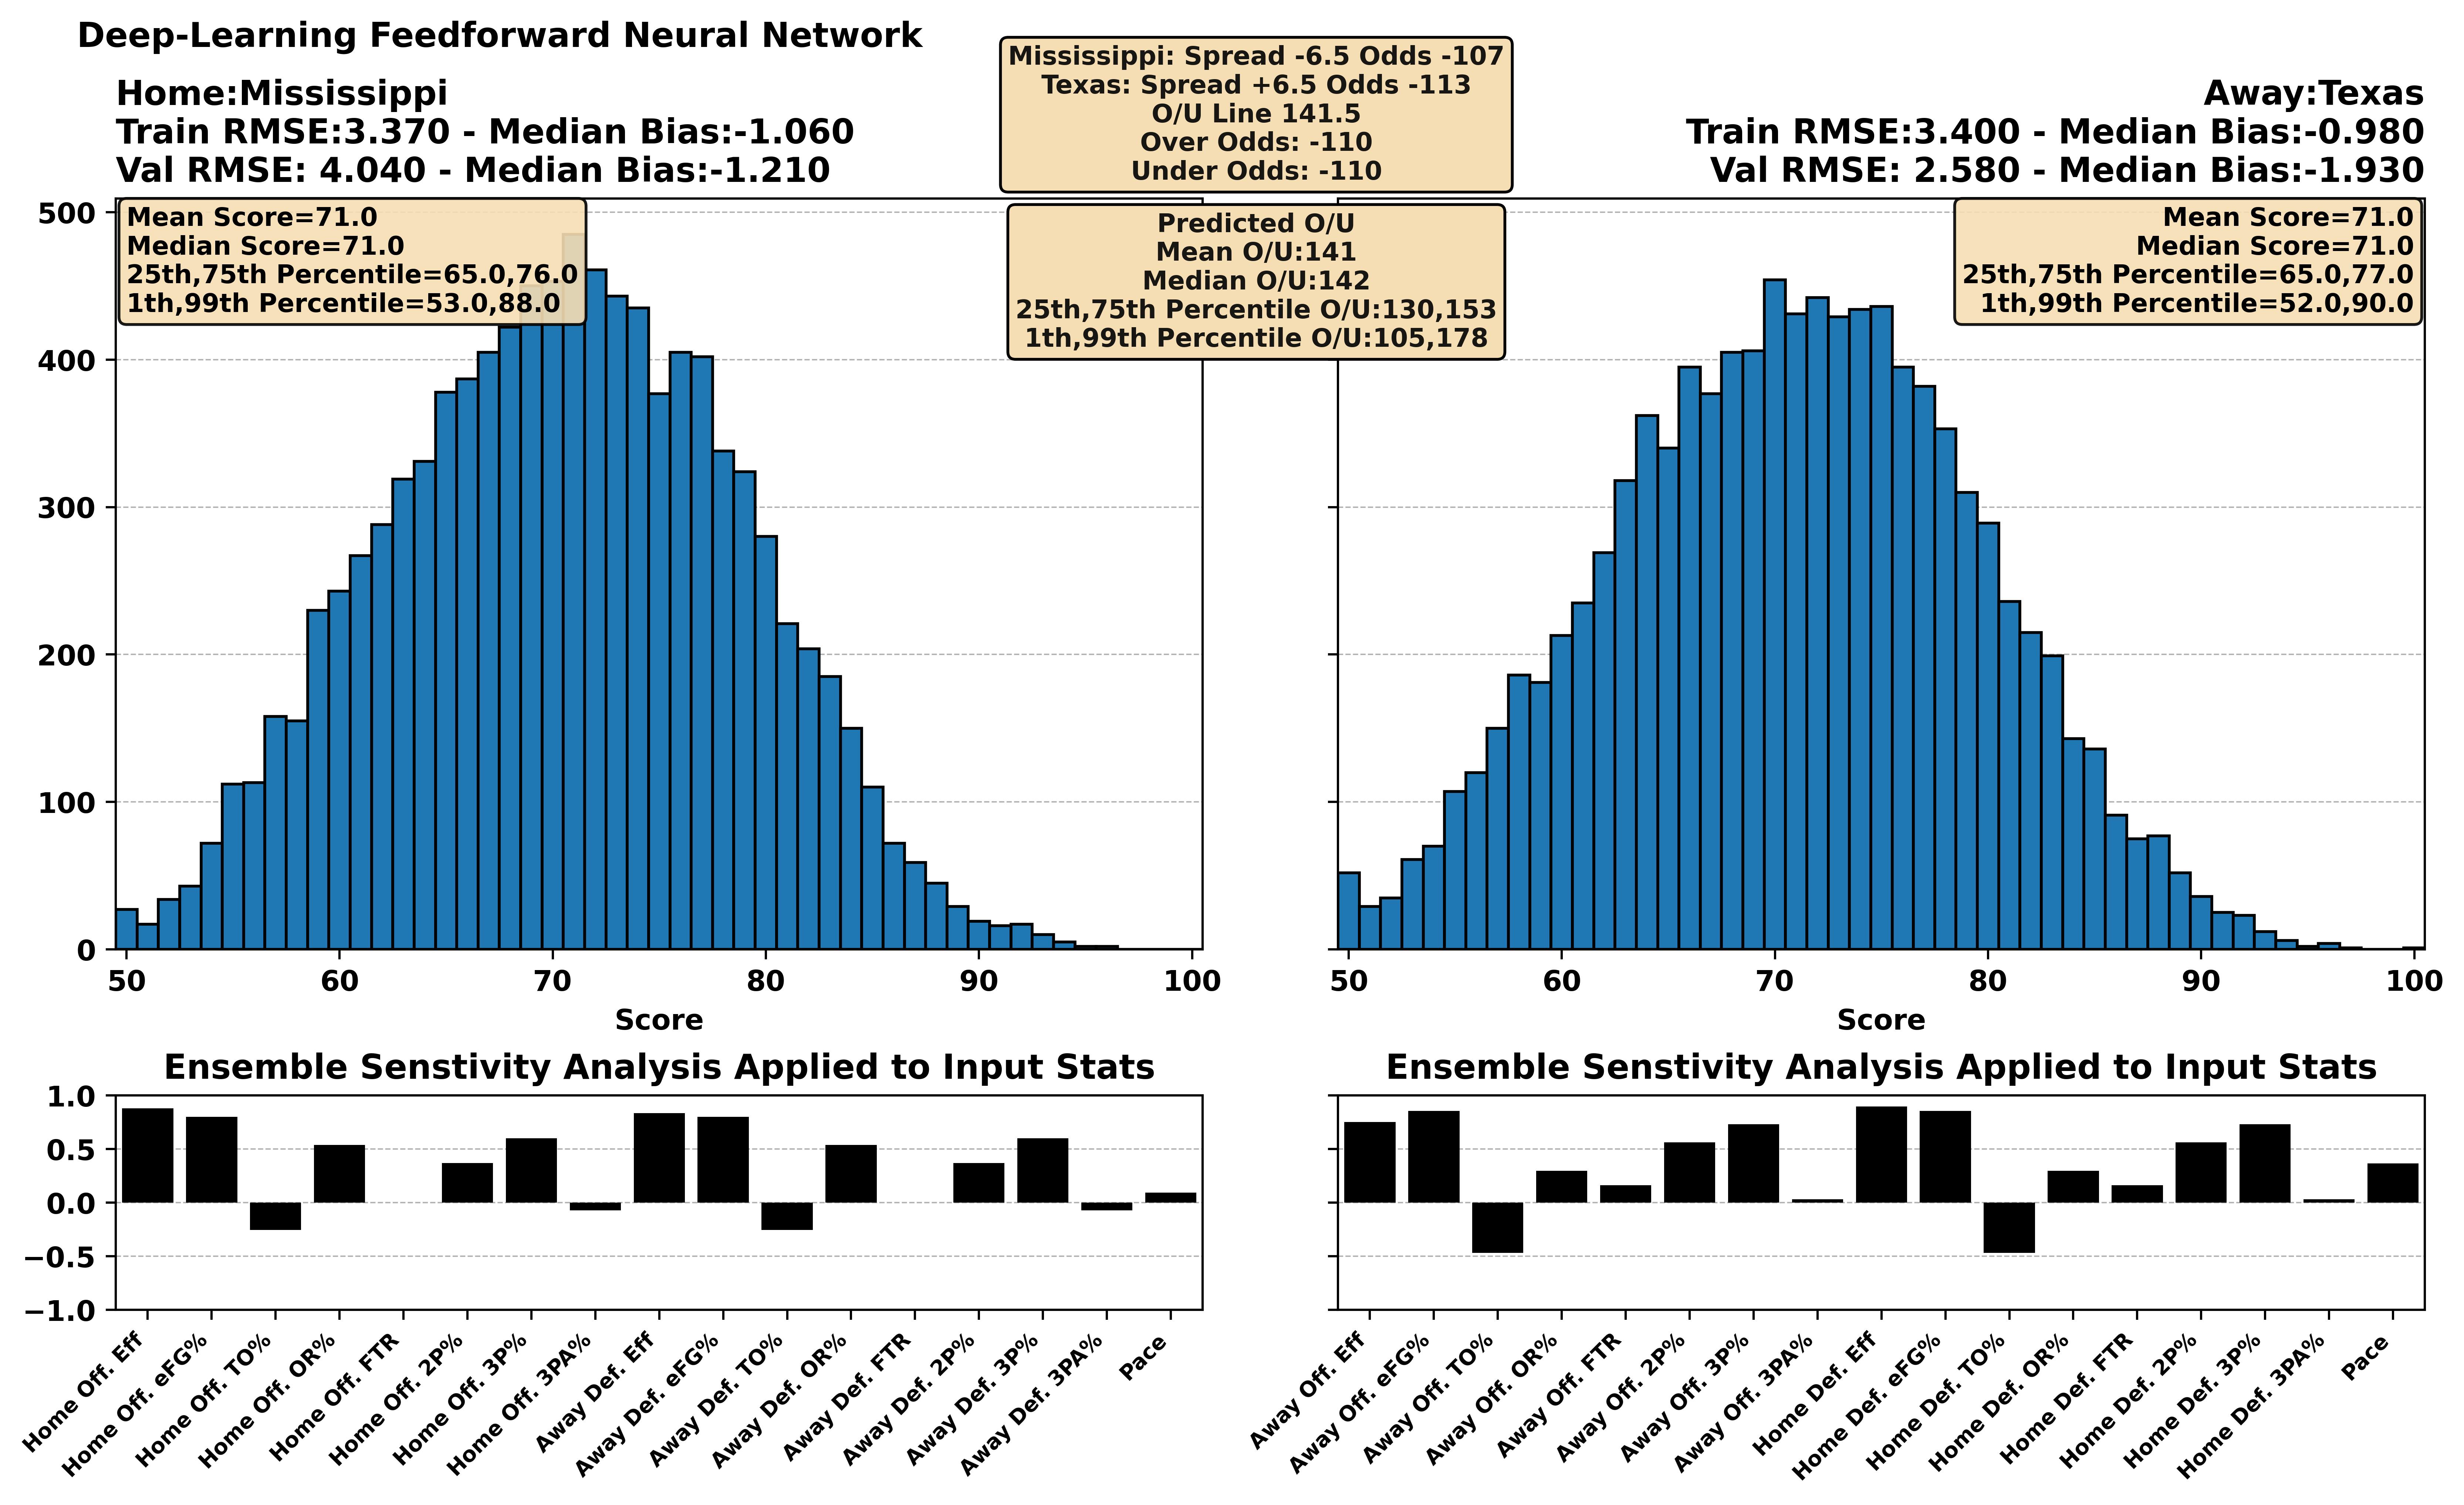 Deep-Learning Feedforward Neural Network
Mississippi: Spread -6.5 Odds -107
Texas: Spread +6.5 Odds -113
O/U Line 141.5
Over Odds: -110
Under Odds: -110
Home:Mississippi
Train RMSE:3.370 - Median Bias:-1.060
Val RMSE: 4.040 - Median Bias:-1.210
Away:Texas
Train RMSE:3.400 - Median Bias:-0.980
Val RMSE: 2.580 - Median Bias:-1.930
Mean Score=71.0
Median Score=71.0
25th,75th Percentile=65.0,76.0
1th,99th Percentile=53.0,88.0
Predicted O/U
Mean O/U:141
Median O/U:142
25th,75th Percentile O/U:130,153
1th,99th Percentile O/U:105,178
Mean Score=71.0
Median Score=71.0
25th,75th Percentile=65.0,77.0
1th,99th Percentile=52.0,90.0
500
400
300
200
100
0
50 60 70 80 90 100
Score
50 60 70 80 90 100
Score
Ensemble Senstivity Analysis Applied to Input Stats
Ensemble Senstivity Analysis Applied to Input Stats
1.0
0.5
0.0
−0.5
−1.0
Home Off. Eff
Home Off. eFG%
Home Off. TO%
Home Off. OR%
Home Off. FTR
Home Off. 2P%
Home Off. 3P%
Home Off. 3PA%
Away Def. Eff
Away Def. eFG%
Away Def. TO%
Away Def. OR%
Away Def. FTR
Away Def. 2P%
Away Def. 3P%
Away Def. 3PA%
Pace
Away Off. Eff
Away Off. eFG%
Away Off. TO%
Away Off. OR%
Away Off. FTR
Away Off. 2P%
Away Off. 3P%
Away Off. 3PA%
Home Def. Eff
Home Def. eFG%
Home Def. TO%
Home Def. OR%
Home Def. FTR
Home Def. 2P%
Home Def. 3P%
Home Def. 3PA%
Pace